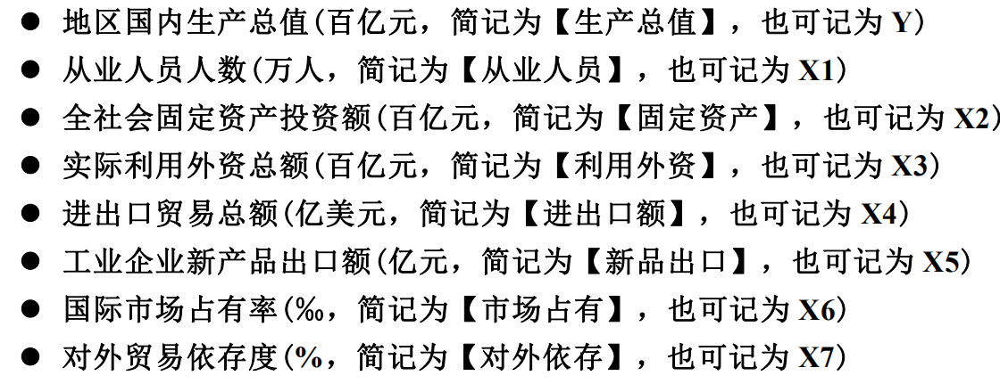 ● 地区国内生产总值(百亿元，简记为【生产总值】，也可记为 Y)
● 从业人员人数(万人，简记为【从业人员】，也可记为 X1)
● 全社会固定资产投资额(百亿元，简记为【固定资产】，也可记为 X2)
● 实际利用外资总额(百亿元，简记为【利用外资】，也可记为 X3)
● 进出口贸易总额(亿美元，简记为【进出口额】，也可记为 X4)
● 工业企业新产品出口额(亿元，简记为【新品出口】，也可记为 X5)
● 国际市场占有率(‰，简记为【市场占有】，也可记为 X6)
● 对外贸易依存度(%，简记为【对外依存】，也可记为 X7)